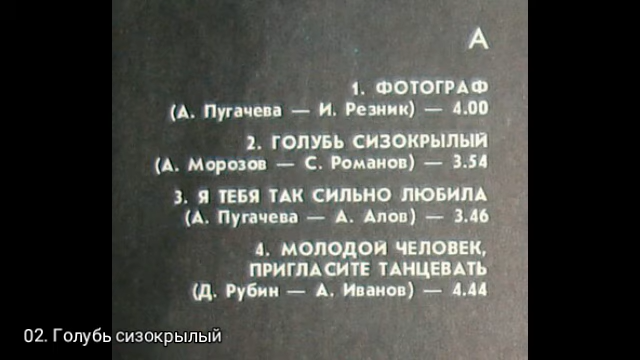 А
1. ФОТОГРАФ
(А. Пугачева — И. Резник) — 4.00
2. ГОЛУБЬ СИЗОКРЫЛЫЙ
(А. Морозов — С. Романов) — 3.54
3. Я ТЕБЯ ТАК СИЛЬНО ЛЮБИЛА
(А. Пугачева — А. Алов) — 3.46
4. МОЛОДОЙ ЧЕЛОВЕК,
ПРИГЛАСИТЕ ТАНЦЕВАТЬ
(Д. Рубин — А. Иванов) — 4.44
02. Голубь сизокрылый